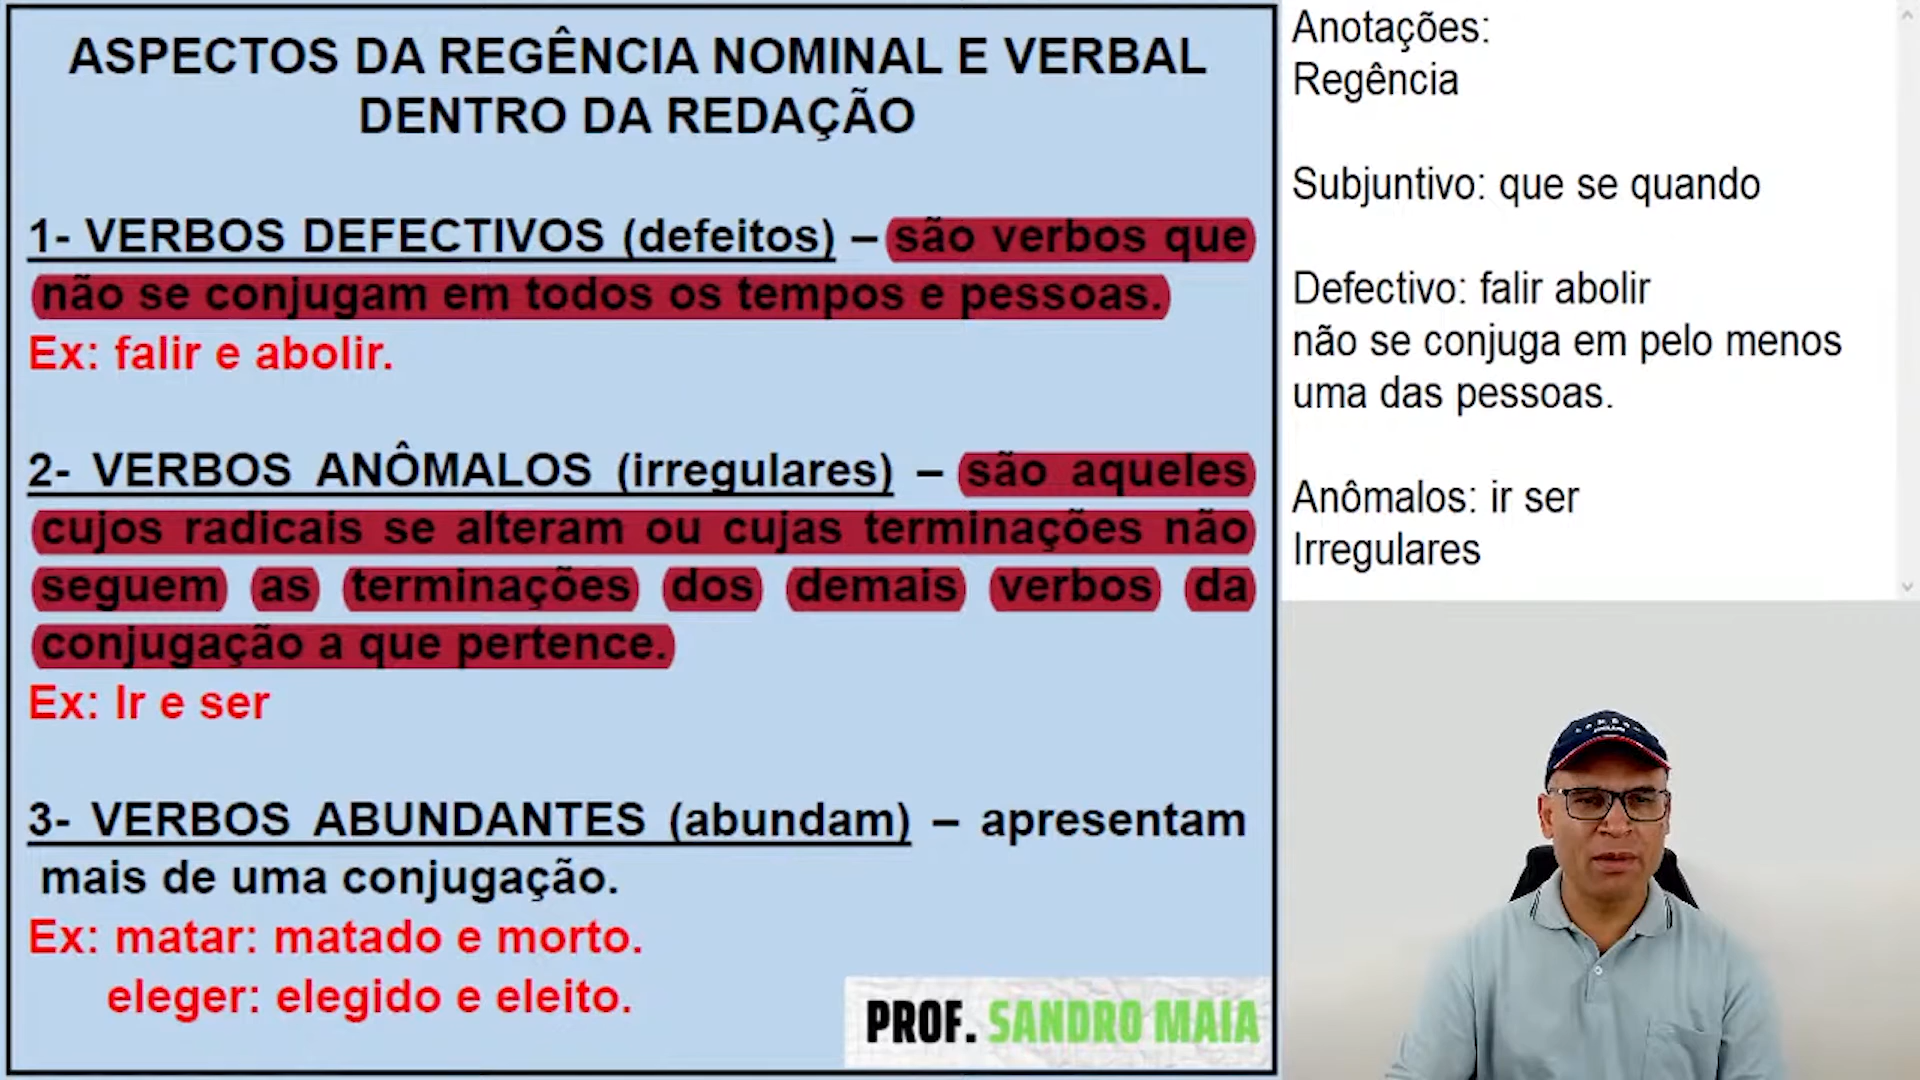 ASPECTOS DA REGÊNCIA NOMINAL E VERBAL
DENTRO DA REDAÇÃO
1- VERBOS DEFECTIVOS (defeitos) – são verbos que
não se conjugam em todos os tempos e pessoas.
Ex: falir e abolir.
2- VERBOS ANÔMALOS (irregulares) – são aqueles
cujos radicais se alteram ou cujas terminações não
seguem as terminações dos demais verbos da
conjugação a que pertence.
Ex: Ir e ser
3- VERBOS ABUNDANTES (abundam) – apresentam
mais de uma conjugação.
Ex: matar: matado e morto.
eleger: elegido e eleito.
PROF. SANDRO MAIA
Anotações:
Regência
Subjuntivo: que se quando
Defectivo: falir abolir
não se conjuga em pelo menos
uma das pessoas.
Anômalos: ir ser
Irregulares